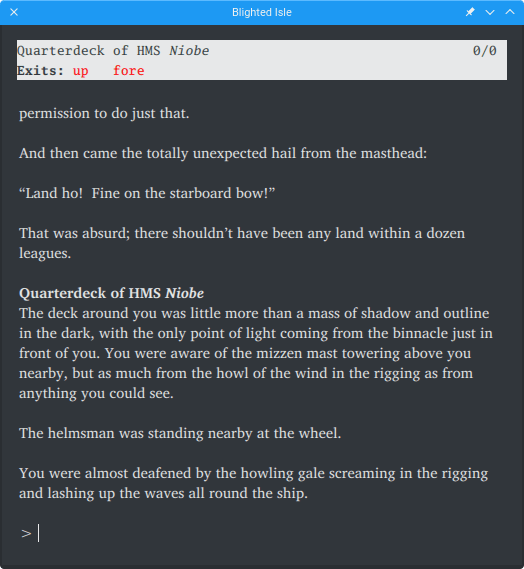 Blighted Isle
Quarterdeck of HMS Niobe 0/0
Exits: up fore
permission to do just that.
And then came the totally unexpected hail from the masthead:
“Land ho!  Fine on the starboard bow!”
That was absurd; there shouldn’t have been any land within a dozen
leagues.
Quarterdeck of HMS Niobe
The deck around you was little more than a mass of shadow and outline
in the dark, with the only point of light coming from the binnacle just in
front of you. You were aware of the mizzen mast towering above you
nearby, but as much from the howl of the wind in the rigging as from
anything you could see.
The helmsman was standing nearby at the wheel.
You were almost deafened by the howling gale screaming in the rigging
and lashing up the waves all round the ship.
>